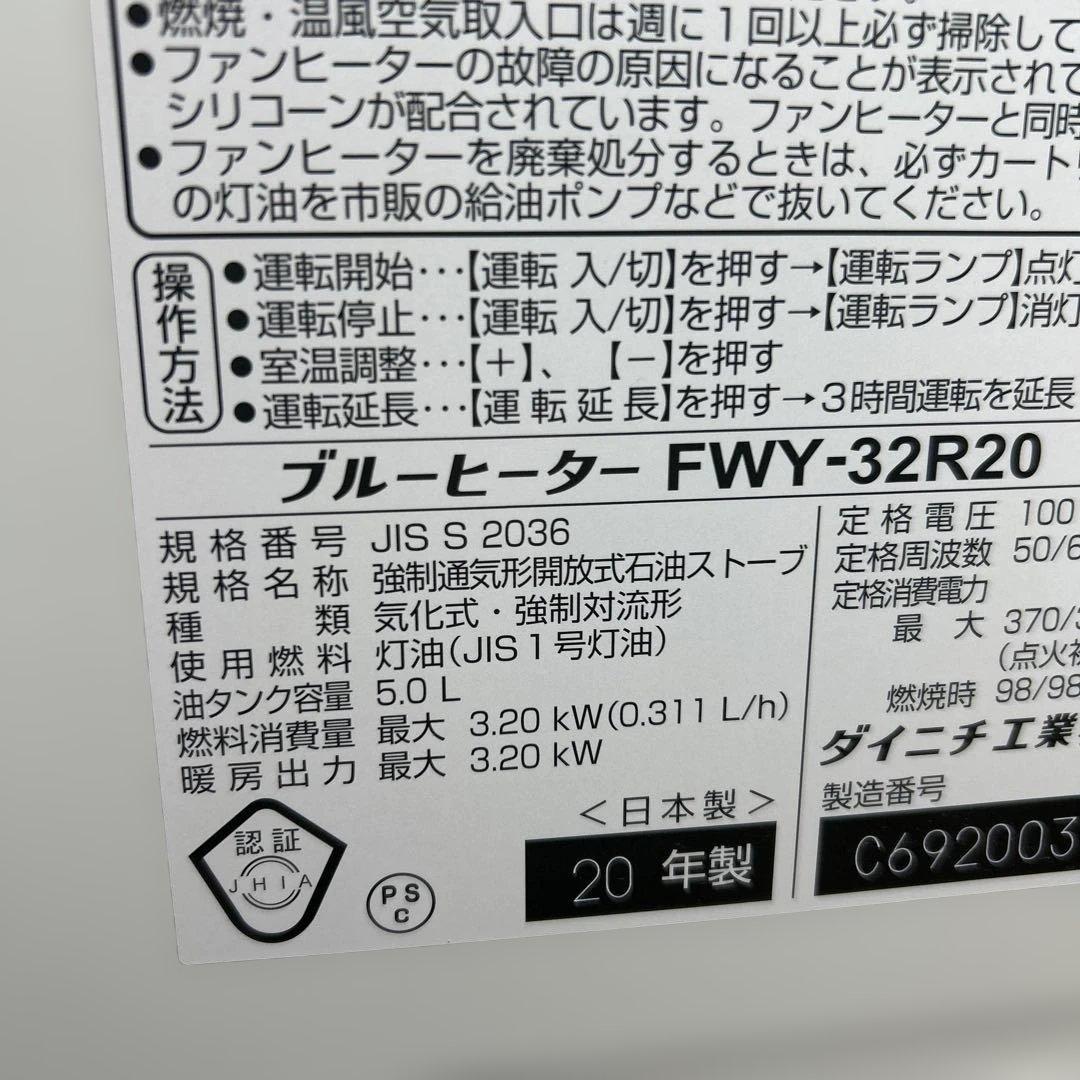 ●燃焼・温風空気取入口は週に1回以上必ず掃除して
●ファンヒーターの故障の原因になることが表示されて
シリコーンが配合されています。ファンヒーターと同時
●ファンヒーターを廃棄処分するときは、必ずカート
の灯油を市販の給油ポンプなどで抜いてください。
操作方法
●運転開始･･･【運転 入/切】を押す→【運転ランプ】点灯
●運転停止･･･【運転 入/切】を押す→【運転ランプ】消灯
●室温調整･･･【+】、【-】を押す
●運転延長･･･【運転延長】を押す→3時間運転を延長
ブルーヒーター FWY-32R20
規格番号 JIS S 2036
規格名称 強制通気形開放式石油ストーブ
種類 気化式・強制対流形
使用燃料 灯油(JIS1号灯油)
油タンク容量 5.0 L
燃料消費量 最大 3.20 kW(0.311 L/h)
暖房出力 最大 3.20 kW
<日本製>
20 年製
認証
JHIA
PS
C
定格電圧 100
定格周波数 50/6
定格消費電力
最大 370/3
(点火初
燃焼時 98/98
ダイニチ工業
製造番号
C692003